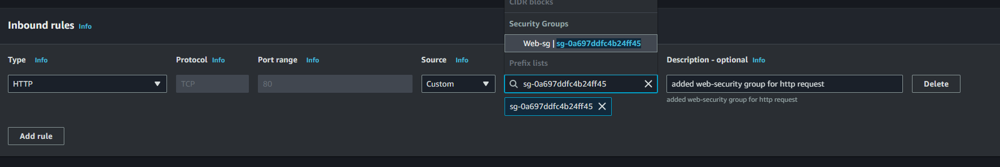 CIDR blocks
Inbound rules Info
Security Groups
Web-sg | sg-0a697ddfc4b24ff45
Prefix lists
Type Info Protocol Info Port range Info Source Info Description - optional Info
HTTP TCP 80 Custom sg-0a697ddfc4b24ff45 added web-security group for http request Delete
sg-0a697ddfc4b24ff45 added web-security group for http request
Add rule